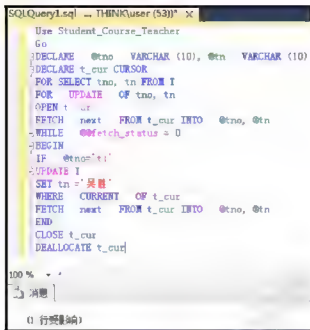 SQLQuery1.sql ... THINK\user (53))* ×
Use Student_Course_Teacher
Go
DECLARE @tno VARCHAR (10), @tn VARCHAR (10)
DECLARE t_cur CURSOR
FOR SELECT tno, tn FROM T
FOR UPDATE OF tno, tn
OPEN
FETCH next FROM t_cur INTO @tno, @tn
WHILE @@fetch_status = 0
BEGIN
IF @tno='t1'
UPDATE T
SET tn ='吴胜'
WHERE CURRENT OF t_cur
FETCH next FROM t_cur INTO @tno, @tn
END
CLOSE t_cur
DEALLOCATE t_cur
100 %
消息
(1 行受影响)